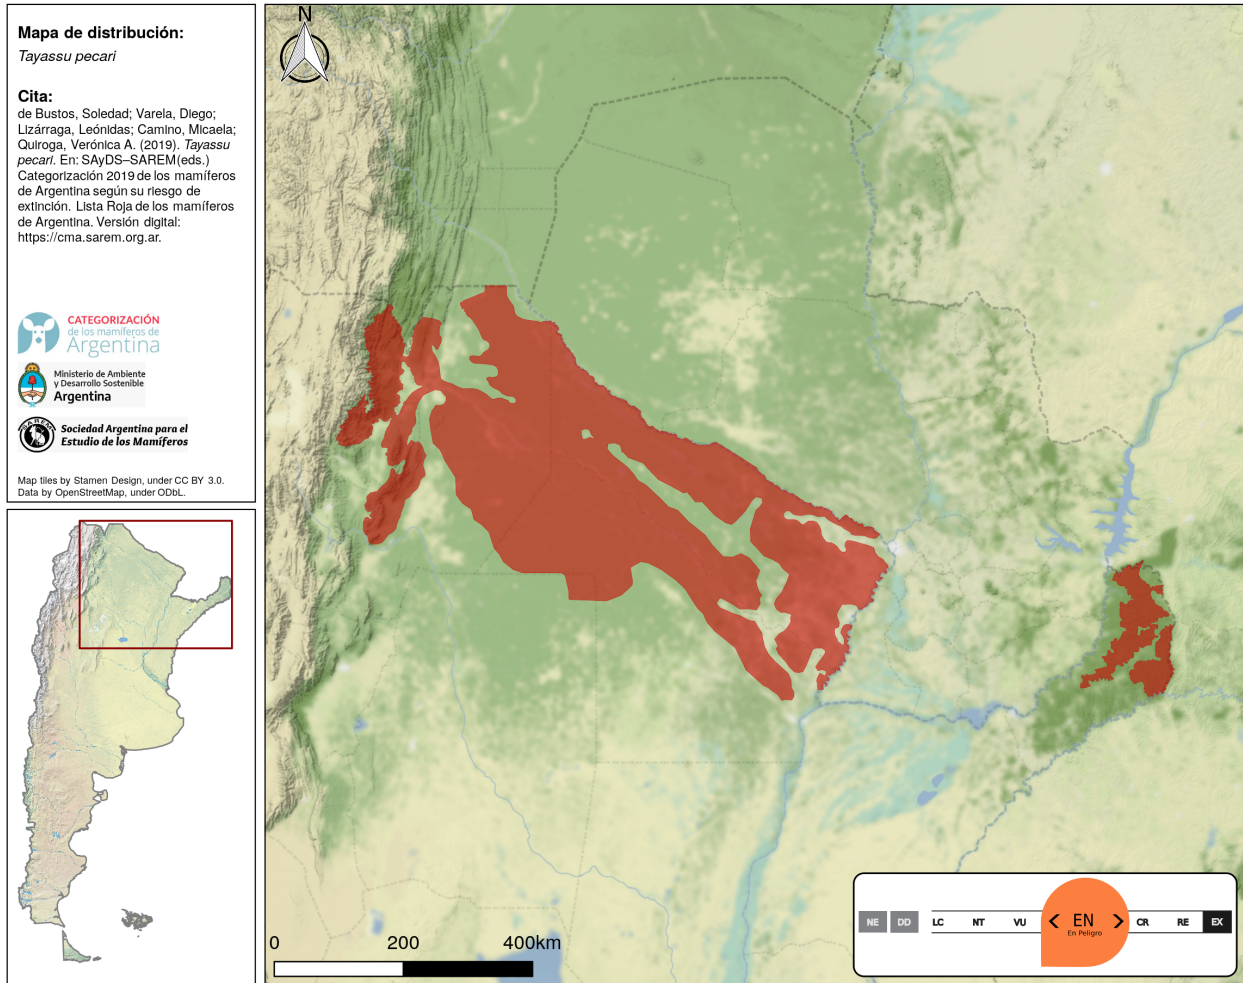 Mapa de distribución:
Tayassu pecari
Cita:
de Bustos, Soledad; Varela, Diego;
Lizárraga, Leónidas; Camino, Micaela;
Quiroga, Verónica A. (2019). Tayassu
pecari. En: SAyDS–SAREM(eds.)
Categorización 2019 de los mamíferos
de Argentina según su riesgo de
extinción. Lista Roja de los mamíferos
de Argentina. Versión digital:
https://cma.sarem.org.ar.
CATEGORIZACIÓN
de los mamíferos de
Argentina
Ministerio de Ambiente
y Desarrollo Sostenible
Argentina
SAREM
Sociedad Argentina para el
Estudio de los Mamíferos
Map tiles by Stamen Design, under CC BY 3.0.
Data by OpenStreetMap, under ODbL.
N
0 200 400km
NE DD LC NT VU EN CR RE EX
En Peligro